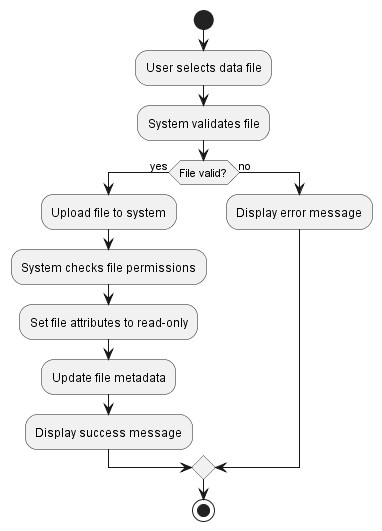 User selects data file
System validates file
yes
File valid?
no
Upload file to system
Display error message
System checks file permissions
Set file attributes to read-only
Update file metadata
Display success message